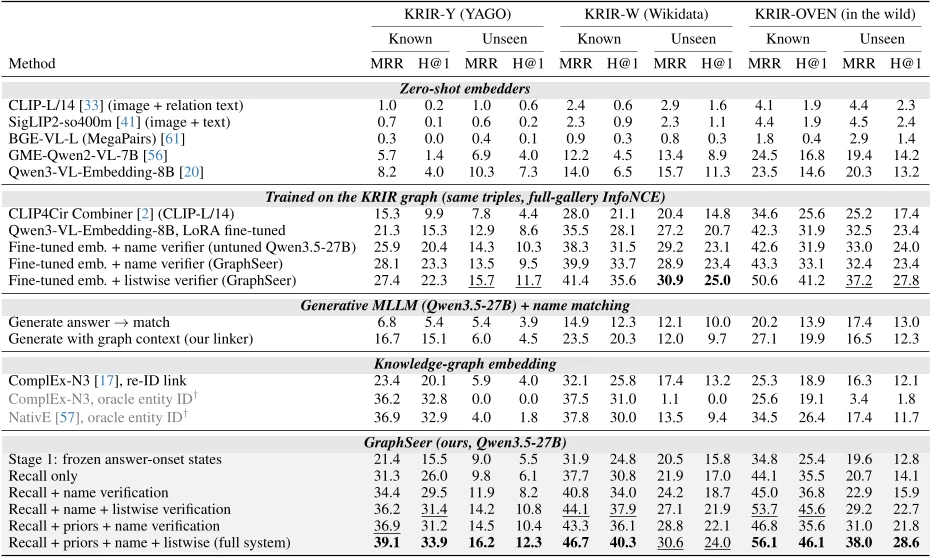 KRIR-Y (YAGO) KRIR-W (Wikidata) KRIR-OVEN (in the wild)
Known Unseen Known Unseen Known Unseen
Method MRR H@1 MRR H@1 MRR H@1 MRR H@1 MRR H@1 MRR H@1
Zero-shot embedders
CLIP-L/14 [33] (image + relation text) 1.0 0.2 1.0 0.6 2.4 0.6 2.9 1.6 4.1 1.9 4.4 2.3
SigLIP2-so400m [41] (image + text) 0.7 0.1 0.6 0.2 2.3 0.9 2.3 1.1 4.4 1.9 4.5 2.4
BGE-VL-L (MegaPairs) [61] 0.3 0.0 0.4 0.1 0.9 0.3 0.8 0.3 1.8 0.4 2.9 1.4
GME-Qwen2-VL-7B [56] 5.7 1.4 6.9 4.0 12.2 4.5 13.4 8.9 24.5 16.8 19.4 14.2
Qwen3-VL-Embedding-8B [20] 8.2 4.0 10.3 7.3 14.0 6.5 15.7 11.3 23.5 14.6 20.3 13.2
Trained on the KRIR graph (same triples, full-gallery InfoNCE)
CLIP4Cir Combiner [2] (CLIP-L/14) 15.3 9.9 7.8 4.4 28.0 21.1 20.4 14.8 34.6 25.6 25.2 17.4
Qwen3-VL-Embedding-8B, LoRA fine-tuned 21.3 15.3 12.9 8.6 35.5 28.1 27.2 20.7 42.3 31.9 32.5 23.4
Fine-tuned emb. + name verifier (untuned Qwen3.5-27B) 25.9 20.4 14.3 10.3 38.3 31.5 29.2 23.1 42.6 31.9 33.0 24.0
Fine-tuned emb. + name verifier (GraphSeer) 28.1 23.3 13.5 9.5 39.9 33.7 28.9 23.4 43.3 33.1 32.4 23.4
Fine-tuned emb. + listwise verifier (GraphSeer) 27.4 22.3 15.7 11.7 41.4 35.6 30.9 25.0 50.6 41.2 37.2 27.8
Generative MLLM (Qwen3.5-27B) + name matching
Generate answer → match 6.8 5.4 5.4 3.9 14.9 12.3 12.1 10.0 20.2 13.9 17.4 13.0
Generate with graph context (our linker) 16.7 15.1 6.0 4.5 23.5 20.3 12.0 9.7 27.1 19.9 16.5 12.3
Knowledge-graph embedding
ComplEx-N3 [17], re-ID link 23.4 20.1 5.9 4.0 32.1 25.8 17.4 13.2 25.3 18.9 16.3 12.1
ComplEx-N3, oracle entity ID† 36.2 32.8 0.0 0.0 37.5 31.0 1.1 0.0 25.6 19.1 3.4 1.8
NativE [57], oracle entity ID† 36.9 32.9 4.0 1.8 37.8 30.0 13.5 9.4 34.5 26.4 17.4 11.7
GraphSeer (ours, Qwen3.5-27B)
Stage 1: frozen answer-onset states 21.4 15.5 9.0 5.5 31.9 24.8 20.5 15.8 34.8 25.4 19.6 12.8
Recall only 31.3 26.0 9.8 6.1 37.7 30.8 21.9 17.0 44.1 35.5 20.7 14.1
Recall + name verification 34.4 29.5 11.9 8.2 40.8 34.0 24.2 18.7 45.0 36.8 22.9 15.9
Recall + name + listwise verification 36.2 31.4 14.2 10.8 44.1 37.9 27.1 21.9 53.7 45.6 29.2 22.7
Recall + priors + name verification 36.9 31.2 14.5 10.4 43.3 36.1 28.8 22.1 46.8 35.6 31.0 21.8
Recall + priors + name + listwise (full system) 39.1 33.9 16.2 12.3 46.7 40.3 30.6 24.0 56.1 46.1 38.0 28.6